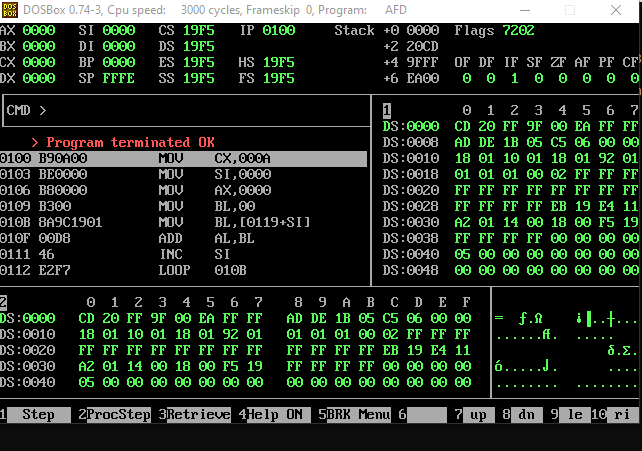 DOSBox 0.74-3, Cpu speed: 3000 cycles, Frameskip 0, Program: AFD
AX 0000 SI 0000 CS 19F5 IP 0100 Stack +0 0000 Flags 7202
BX 0000 DI 0000 DS 19F5 +2 20CD
CX 0000 BP 0000 ES 19F5 HS 19F5 +4 9FFF OF DF IF SF ZF AF PF CF
DX 0000 SP FFFE SS 19F5 FS 19F5 +6 EA00 0 0 1 0 0 0 0 0
CMD >
1 0 1 2 3 4 5 6 7
DS:0000 CD 20 FF 9F 00 EA FF FF
> Program terminated OK
DS:0008 AD DE 1B 05 C5 06 00 00
0100 B90A00 MOV CX,000A
DS:0010 18 01 10 01 18 01 92 01
0103 BE0000 MOV SI,0000
DS:0018 01 01 01 00 02 FF FF FF
0106 B80000 MOV AX,0000
DS:0020 FF FF FF FF FF FF FF FF
0109 B300 MOV BL,00
DS:0028 FF FF FF FF EB 19 E4 11
010B 8A9C1901 MOV BL,[0119+SI]
DS:0030 A2 01 14 00 18 00 F5 19
010F 00D8 ADD AL,BL
DS:0038 FF FF FF FF 00 00 00 00
0111 46 INC SI
DS:0040 05 00 00 00 00 00 00 00
0112 E2F7 LOOP 010B
DS:0048 00 00 00 00 00 00 00 00
2 0 1 2 3 4 5 6 7 8 9 A B C D E F
DS:0000 CD 20 FF 9F 00 EA FF FF AD DE 1B 05 C5 06 00 00 = ƒ.Ω ¡▐..┼...
DS:0010 18 01 10 01 18 01 92 01 01 01 01 00 02 FF FF FF ......Æ. .....
DS:0020 FF FF FF FF FF FF FF FF FF FF FF FF EB 19 E4 11 δ.Σ.
DS:0030 A2 01 14 00 18 00 F5 19 FF FF FF FF 00 00 00 00 ó.....⌡. ....
DS:0040 05 00 00 00 00 00 00 00 00 00 00 00 00 00 00 00 ........ ........
1 Step 2ProcStep 3Retrieve 4Help ON 5BRK Menu 6 7 up 8 dn 9 le 10 ri